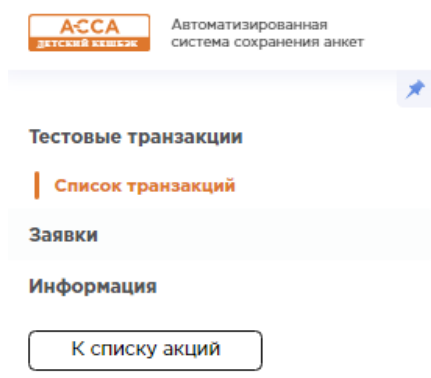 АССА
ДЕТСКИЙ КЕШБЭК
Автоматизированная
система сохранения анкет
Тестовые транзакции
Список транзакций
Заявки
Информация
К списку акций